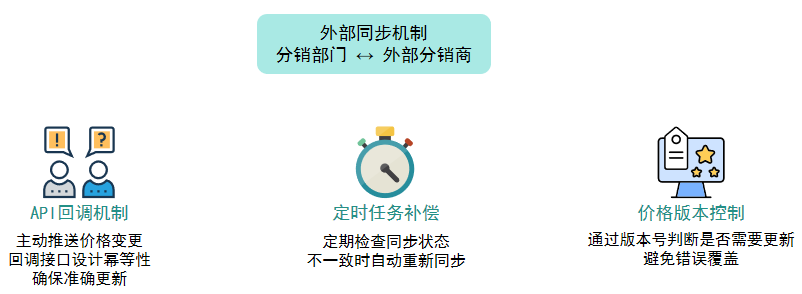 外部同步机制
分销部门 ↔ 外部分销商
! ?
API回调机制
主动推送价格变更
回调接口设计幂等性
确保准确更新
定时任务补偿
定期检查同步状态
不一致时自动重新同步
价格版本控制
通过版本号判断是否需要更新
避免错误覆盖